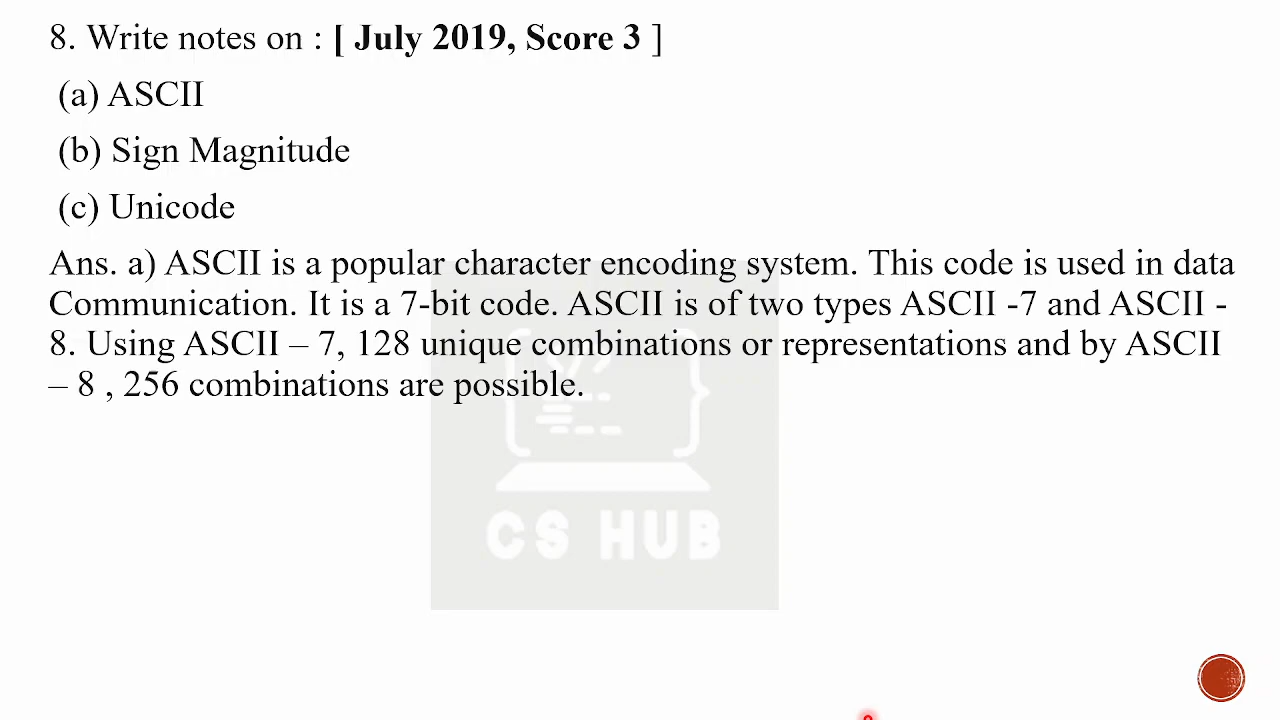 8. Write notes on : [ July 2019, Score 3 ]
(a) ASCII
(b) Sign Magnitude
(c) Unicode
Ans. a) ASCII is a popular character encoding system. This code is used in data
Communication. It is a 7-bit code. ASCII is of two types ASCII -7 and ASCII -
8. Using ASCII – 7, 128 unique combinations or representations and by ASCII
– 8 , 256 combinations are possible.
CS HUB